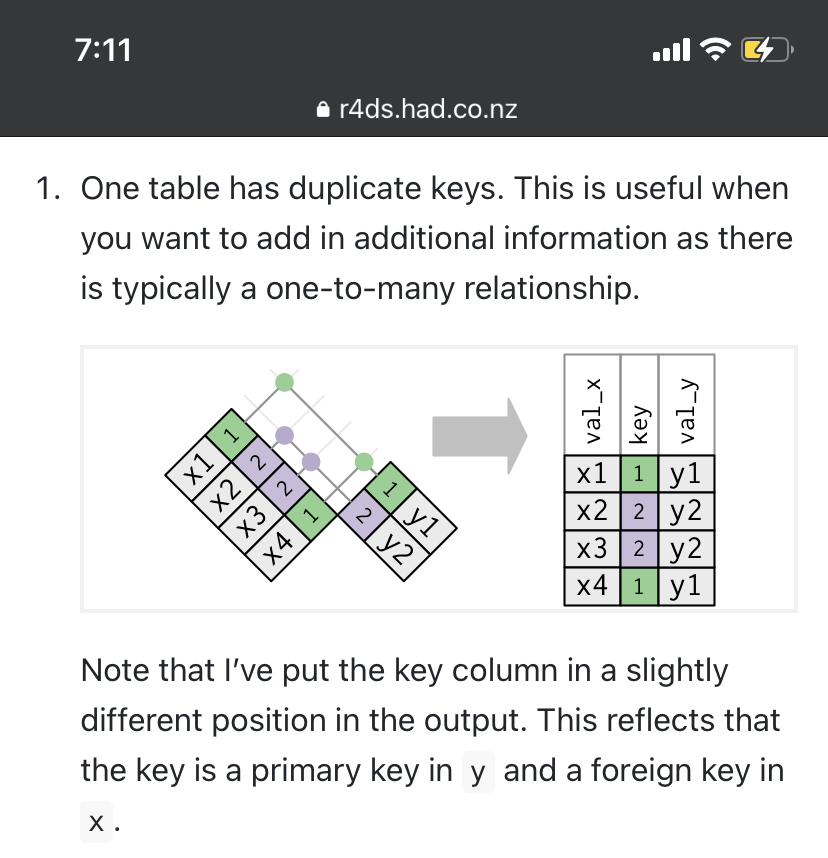 7:11
r4ds.had.co.nz
1. One table has duplicate keys. This is useful when
you want to add in additional information as there
is typically a one-to-many relationship.
x1 1
x2 2
x3 2
x4 1
1 y1
2 y2
val_x key val_y
x1 1 y1
x2 2 y2
x3 2 y2
x4 1 y1
Note that I’ve put the key column in a slightly
different position in the output. This reflects that
the key is a primary key in y and a foreign key in
x .